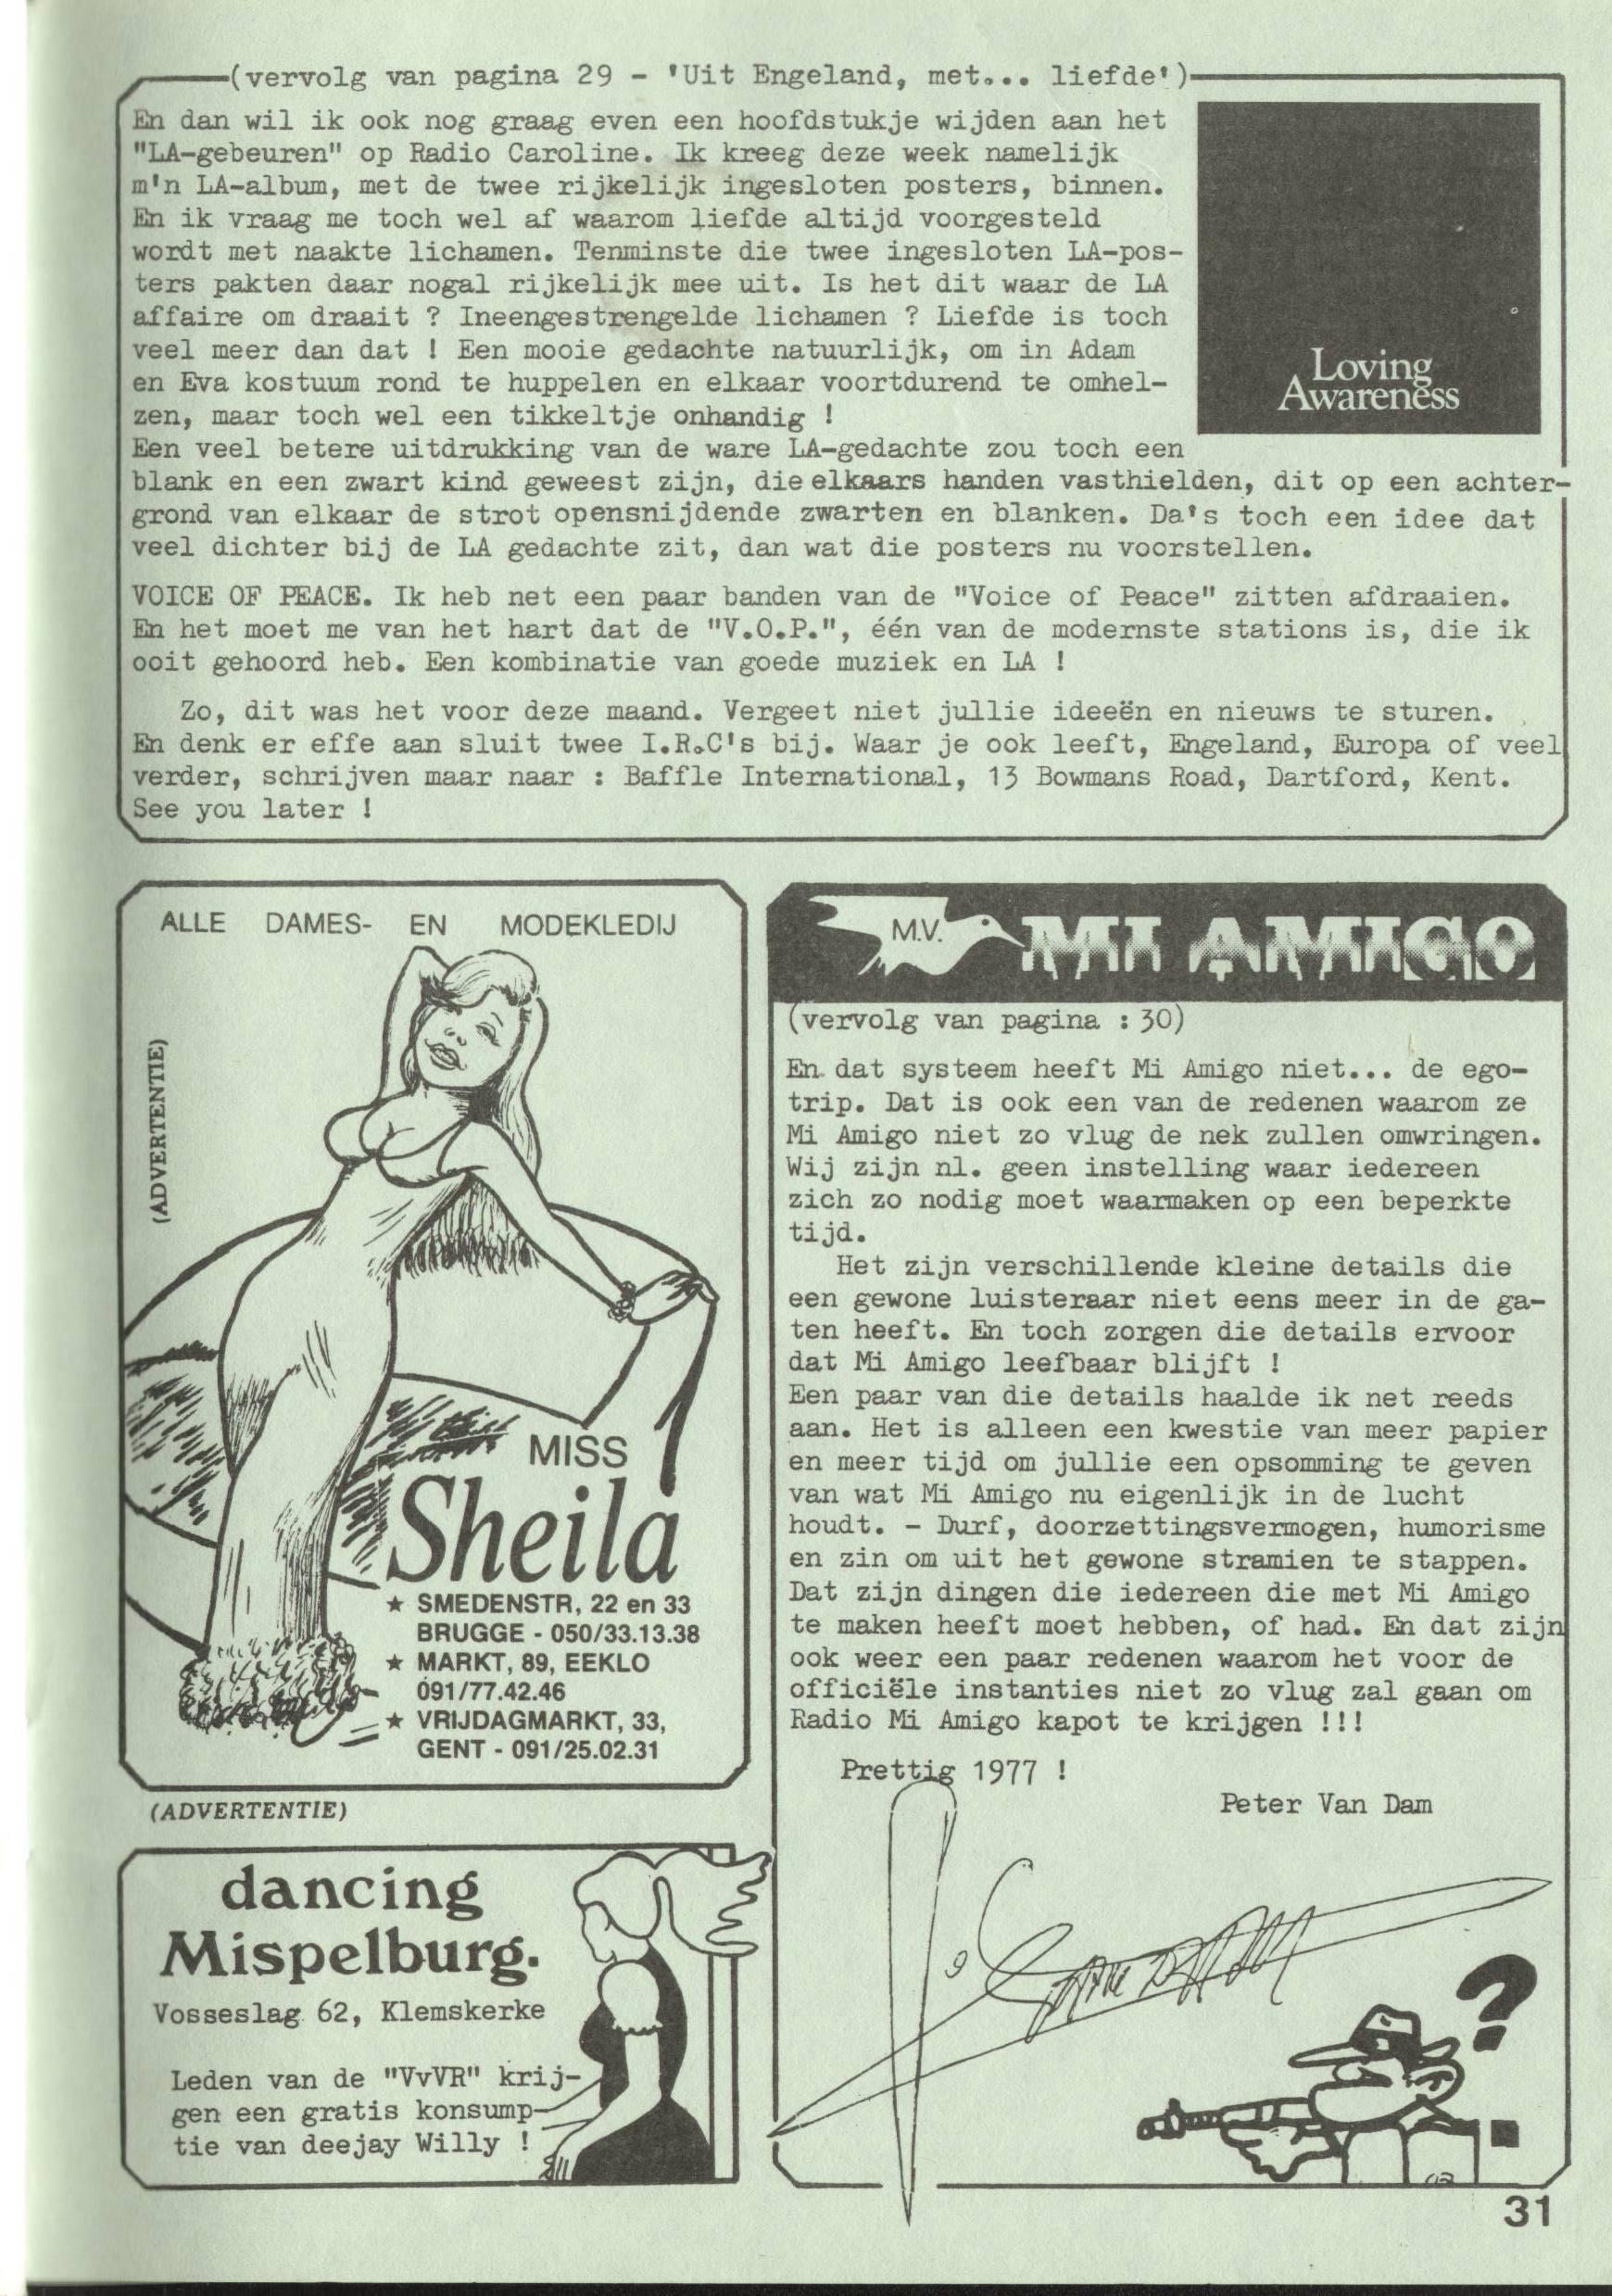 (vervolg van pagina 29 - 'Uit Engeland, met... liefde')
En dan wil ik ook nog graag even een hoofdstukje wijden aan het
"LA-gebeuren" op Radio Caroline. Ik kreeg deze week namelijk
m'n LA-album, met de twee rijkelijk ingesloten posters, binnen.
En ik vraag me toch wel af waarom liefde altijd voorgesteld
wordt met naakte lichamen. Tenminste die twee ingesloten LA-pos-
ters pakten daar nogal rijkelijk mee uit. Is het dit waar de LA
affaire om draait ? Ineengestrengelde lichamen ? Liefde is toch
veel meer dan dat ! Een mooie gedachte natuurlijk, om in Adam
en Eva kostuum rond te huppelen en elkaar voortdurend te omhel-
zen, maar toch wel een tikkeltje onhandig !
Een veel betere uitdrukking van de ware LA-gedachte zou toch een
blank en een zwart kind geweest zijn, die elkaars handen vasthielden, dit op een achter-
grond van elkaar de strot opensnijdende zwarten en blanken. Da's toch een idee dat
veel dichter bij de LA gedachte zit, dan wat die posters nu voorstellen.
Loving
Awareness
VOICE OF PEACE. Ik heb net een paar banden van de "Voice of Peace" zitten afdraaien.
En het moet me van het hart dat de "V.O.P.", één van de modernste stations is, die ik
ooit gehoord heb. Een kombinatie van goede muziek en LA !
Zo, dit was het voor deze maand. Vergeet niet jullie ideeën en nieuws te sturen.
En denk er effe aan sluit twee I.R.C's bij. Waar je ook leeft, Engeland, Europa of veel
verder, schrijven maar naar : Baffle International, 13 Bowmans Road, Dartford, Kent.
See you later !
ALLE DAMES- EN MODEKLEDIJ
(ADVERTENTIE)
MISS
Sheila
★ SMEDENSTR, 22 en 33
BRUGGE - 050/33.13.38
★ MARKT, 89, EEKLO
091/77.42.46
★ VRIJDAGMARKT, 33,
GENT - 091/25.02.31
(ADVERTENTIE)
dancing
Mispelburg.
Vosseslag 62, Klemskerke
Leden van de "VvVR" krij-
gen een gratis konsump-
tie van deejay Willy !
M.V. MI AMIGO
(vervolg van pagina : 30)
En dat systeem heeft Mi Amigo niet... de ego-
trip. Dat is ook een van de redenen waarom ze
Mi Amigo niet zo vlug de nek zullen omwringen.
Wij zijn nl. geen instelling waar iedereen
zich zo nodig moet waarmaken op een beperkte
tijd.
Het zijn verschillende kleine details die
een gewone luisteraar niet eens meer in de ga-
ten heeft. En toch zorgen die details ervoor
dat Mi Amigo leefbaar blijft !
Een paar van die details haalde ik net reeds
aan. Het is alleen een kwestie van meer papier
en meer tijd om jullie een opsomming te geven
van wat Mi Amigo nu eigenlijk in de lucht
houdt. - Durf, doorzettingsvermogen, humorisme
en zin om uit het gewone stramien te stappen.
Dat zijn dingen die iedereen die met Mi Amigo
te maken heeft moet hebben, of had. En dat zijn
ook weer een paar redenen waarom het voor de
officiële instanties niet zo vlug zal gaan om
Radio Mi Amigo kapot te krijgen !!!
Prettig 1977 !
Peter Van Dam
?
31